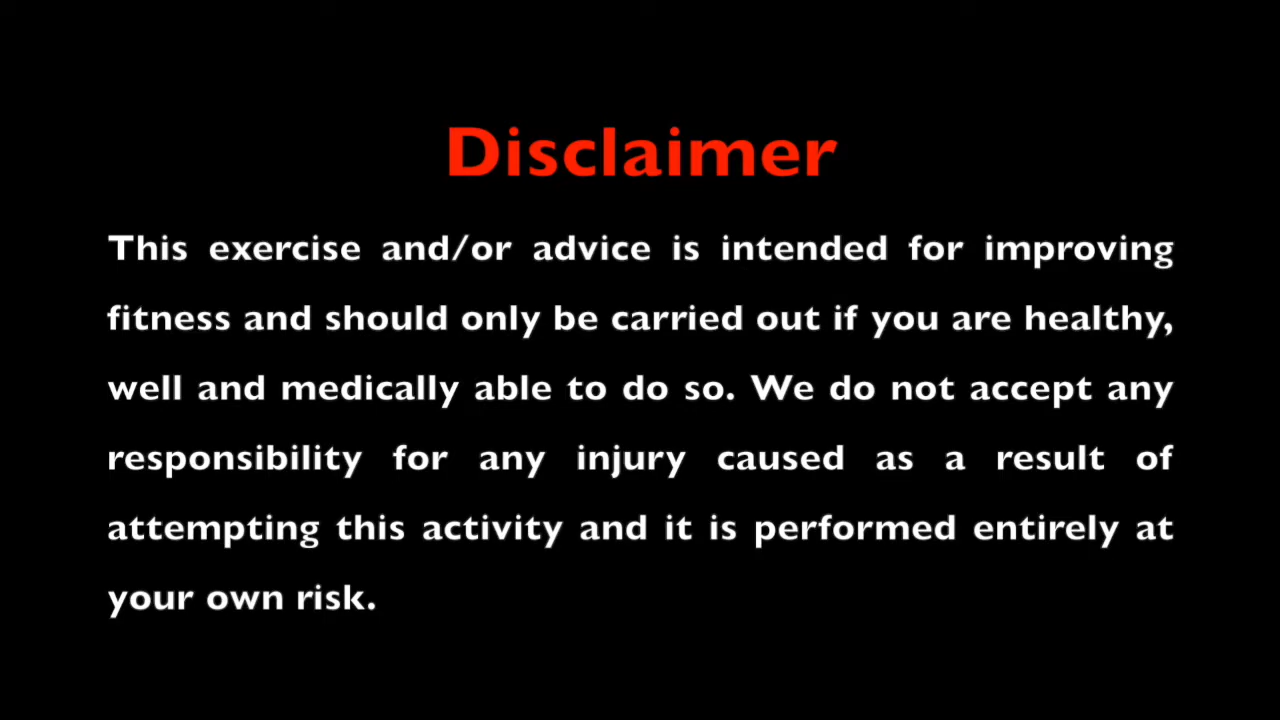 Disclaimer
This exercise and/or advice is intended for improving
fitness and should only be carried out if you are healthy,
well and medically able to do so. We do not accept any
responsibility for any injury caused as a result of
attempting this activity and it is performed entirely at
your own risk.